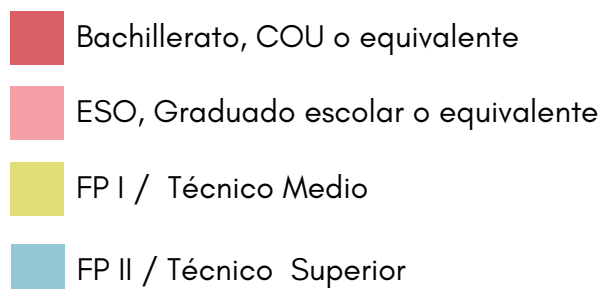 Bachillerato, COU o equivalente
ESO, Graduado escolar o equivalente
FP I / Técnico Medio
FP II / Técnico Superior